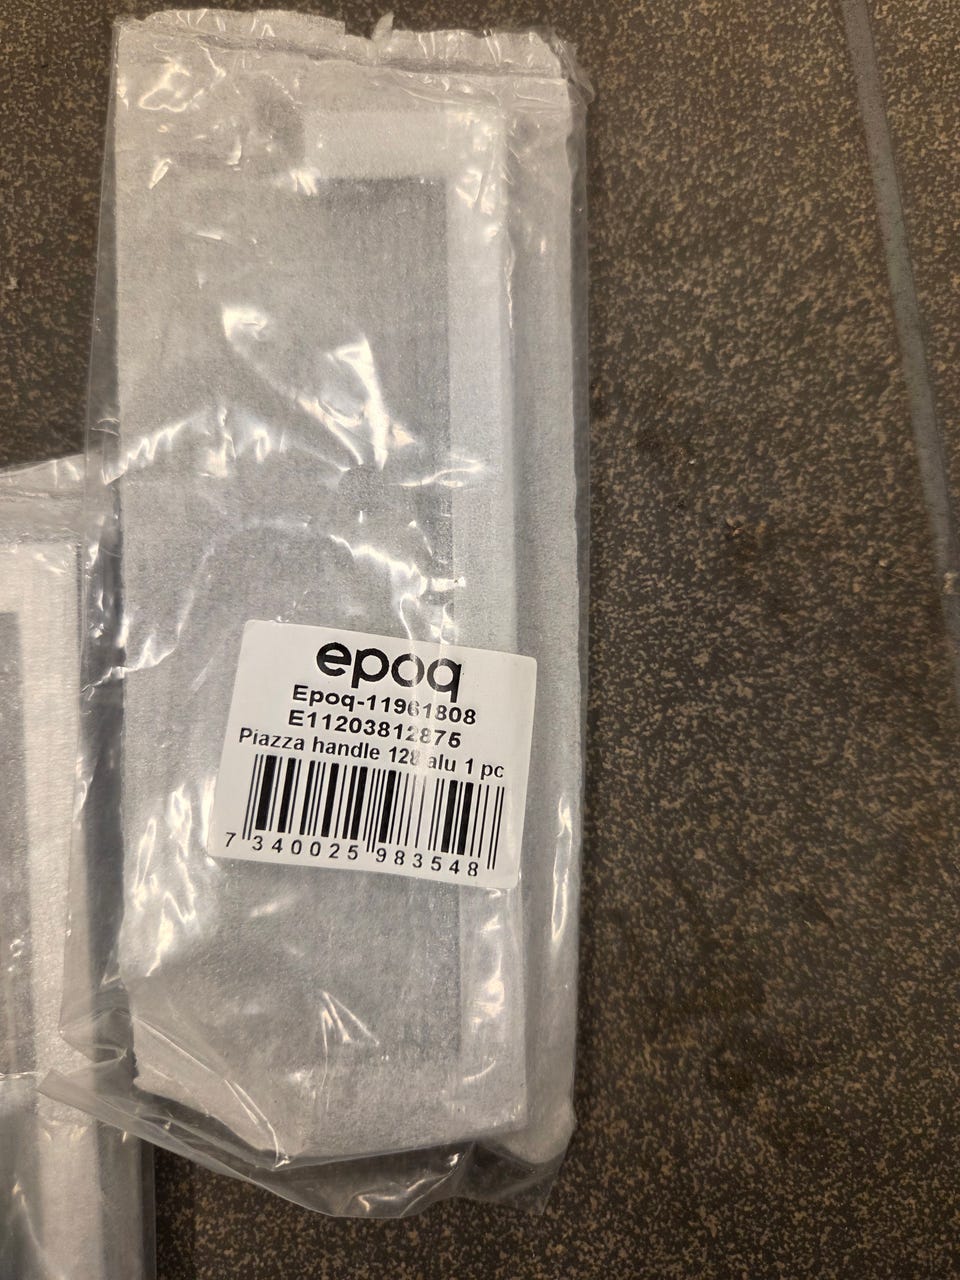 epoq
Epoq-11961808
E11203812875
Piazza handle 128 alu 1 pc
7 340025 983548